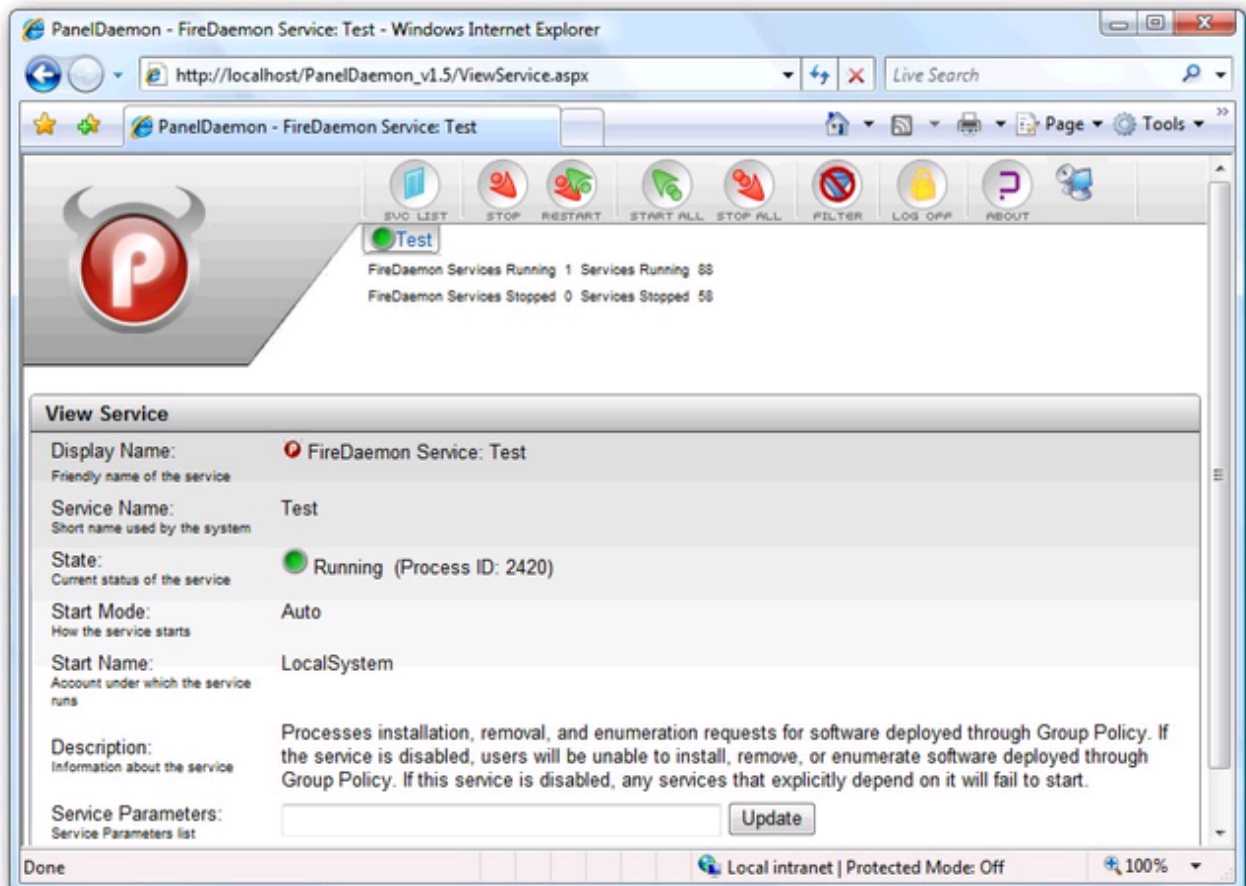 PanelDaemon - FireDaemon Service: Test - Windows Internet Explorer
http://localhost/PanelDaemon_v1.5/ViewService.aspx
Live Search
PanelDaemon - FireDaemon Service: Test
Page
Tools
P
SVC LIST
STOP
RESTART
START ALL
STOP ALL
FILTER
LOG OFF
ABOUT
Test
FireDaemon Services Running 1 Services Running 88
FireDaemon Services Stopped 0 Services Stopped 58
View Service
Display Name:
FireDaemon Service: Test
Friendly name of the service
Service Name:
Test
Short name used by the system
State:
Running (Process ID: 2420)
Current status of the service
Start Mode:
Auto
How the service starts
Start Name:
LocalSystem
Account under which the service
runs
Description:
Information about the service
Processes installation, removal, and enumeration requests for software deployed through Group Policy. If
the service is disabled, users will be unable to install, remove, or enumerate software deployed through
Group Policy. If this service is disabled, any services that explicitly depend on it will fail to start.
Service Parameters:
Service Parameters list
Update
Done
Local intranet | Protected Mode: Off
100%